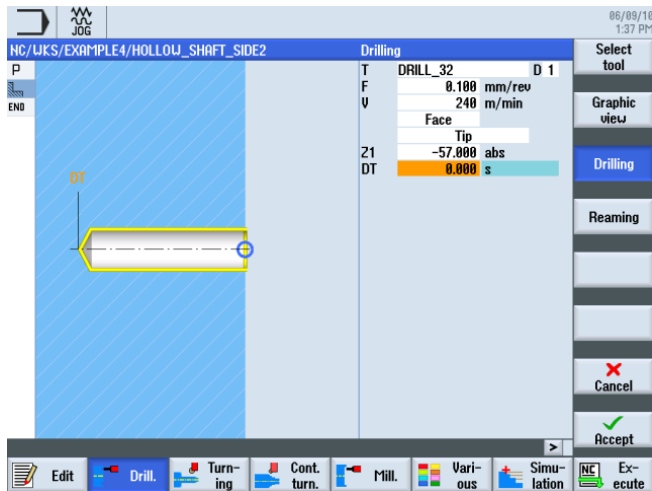 JOG
06/09/10
1:37 PM
NC/WKS/EXAMPLE4/HOLLOW_SHAFT_SIDE2
Drilling
P
END
DT
T DRILL_32 D 1
F 0.100 mm/rev
V 240 m/min
Face
Tip
Z1 -57.000 abs
DT 0.000 s
Select
tool
Graphic
view
Drilling
Reaming
Cancel
Accept
>
Edit
Drill.
Turn-
ing
Cont.
turn.
Mill.
Vari-
ous
Simu-
lation
NC
Ex-
ecute